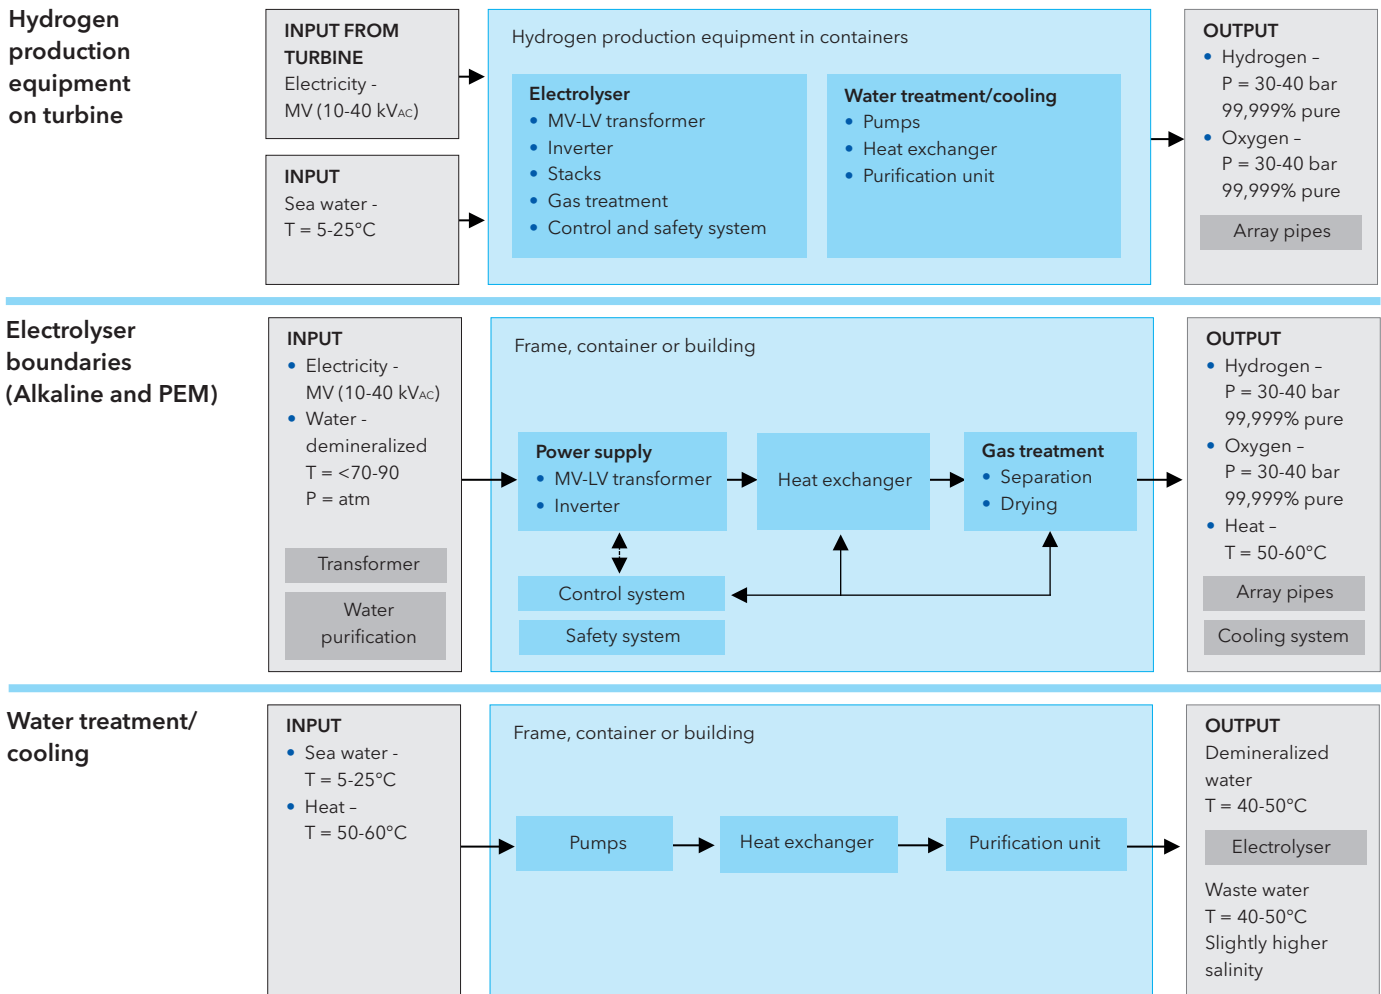 Hydrogen
production
equipment
on turbine
INPUT FROM
TURBINE
Electricity -
MV (10-40 kVAC)
INPUT
Sea water -
T = 5-25°C
Hydrogen production equipment in containers
Electrolyser
• MV-LV transformer
• Inverter
• Stacks
• Gas treatment
• Control and safety system
Water treatment/cooling
• Pumps
• Heat exchanger
• Purification unit
OUTPUT
• Hydrogen –
P = 30-40 bar
99,999% pure
• Oxygen –
P = 30-40 bar
99,999% pure
Array pipes
Electrolyser
boundaries
(Alkaline and PEM)
INPUT
• Electricity -
MV (10-40 kVAC)
• Water -
demineralized
T = <70-90
P = atm
Transformer
Water
purification
Frame, container or building
Power supply
• MV-LV transformer
• Inverter
Heat exchanger
Gas treatment
• Separation
• Drying
Control system
Safety system
OUTPUT
• Hydrogen –
P = 30-40 bar
99,999% pure
• Oxygen –
P = 30-40 bar
99,999% pure
• Heat –
T = 50-60°C
Array pipes
Cooling system
Water treatment/
cooling
INPUT
• Sea water -
T = 5-25°C
• Heat –
T = 50-60°C
Frame, container or building
Pumps
Heat exchanger
Purification unit
OUTPUT
Demineralized
water
T = 40-50°C
Electrolyser
Waste water
T = 40-50°C
Slightly higher
salinity